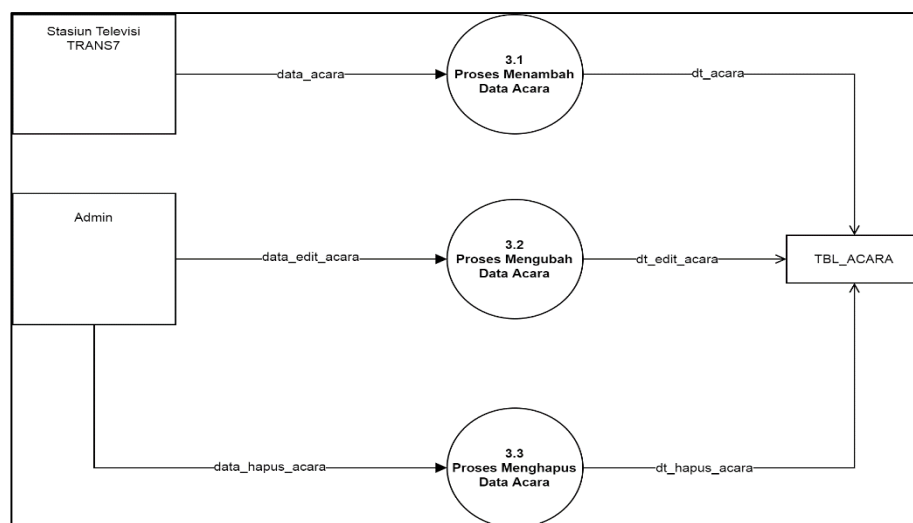 Stasiun Televisi
TRANS7
data_acara
3.1
Proses Menambah
Data Acara
dt_acara
Admin
data_edit_acara
3.2
Proses Mengubah
Data Acara
dt_edit_acara
TBL_ACARA
data_hapus_acara
3.3
Proses Menghapus
Data Acara
dt_hapus_acara